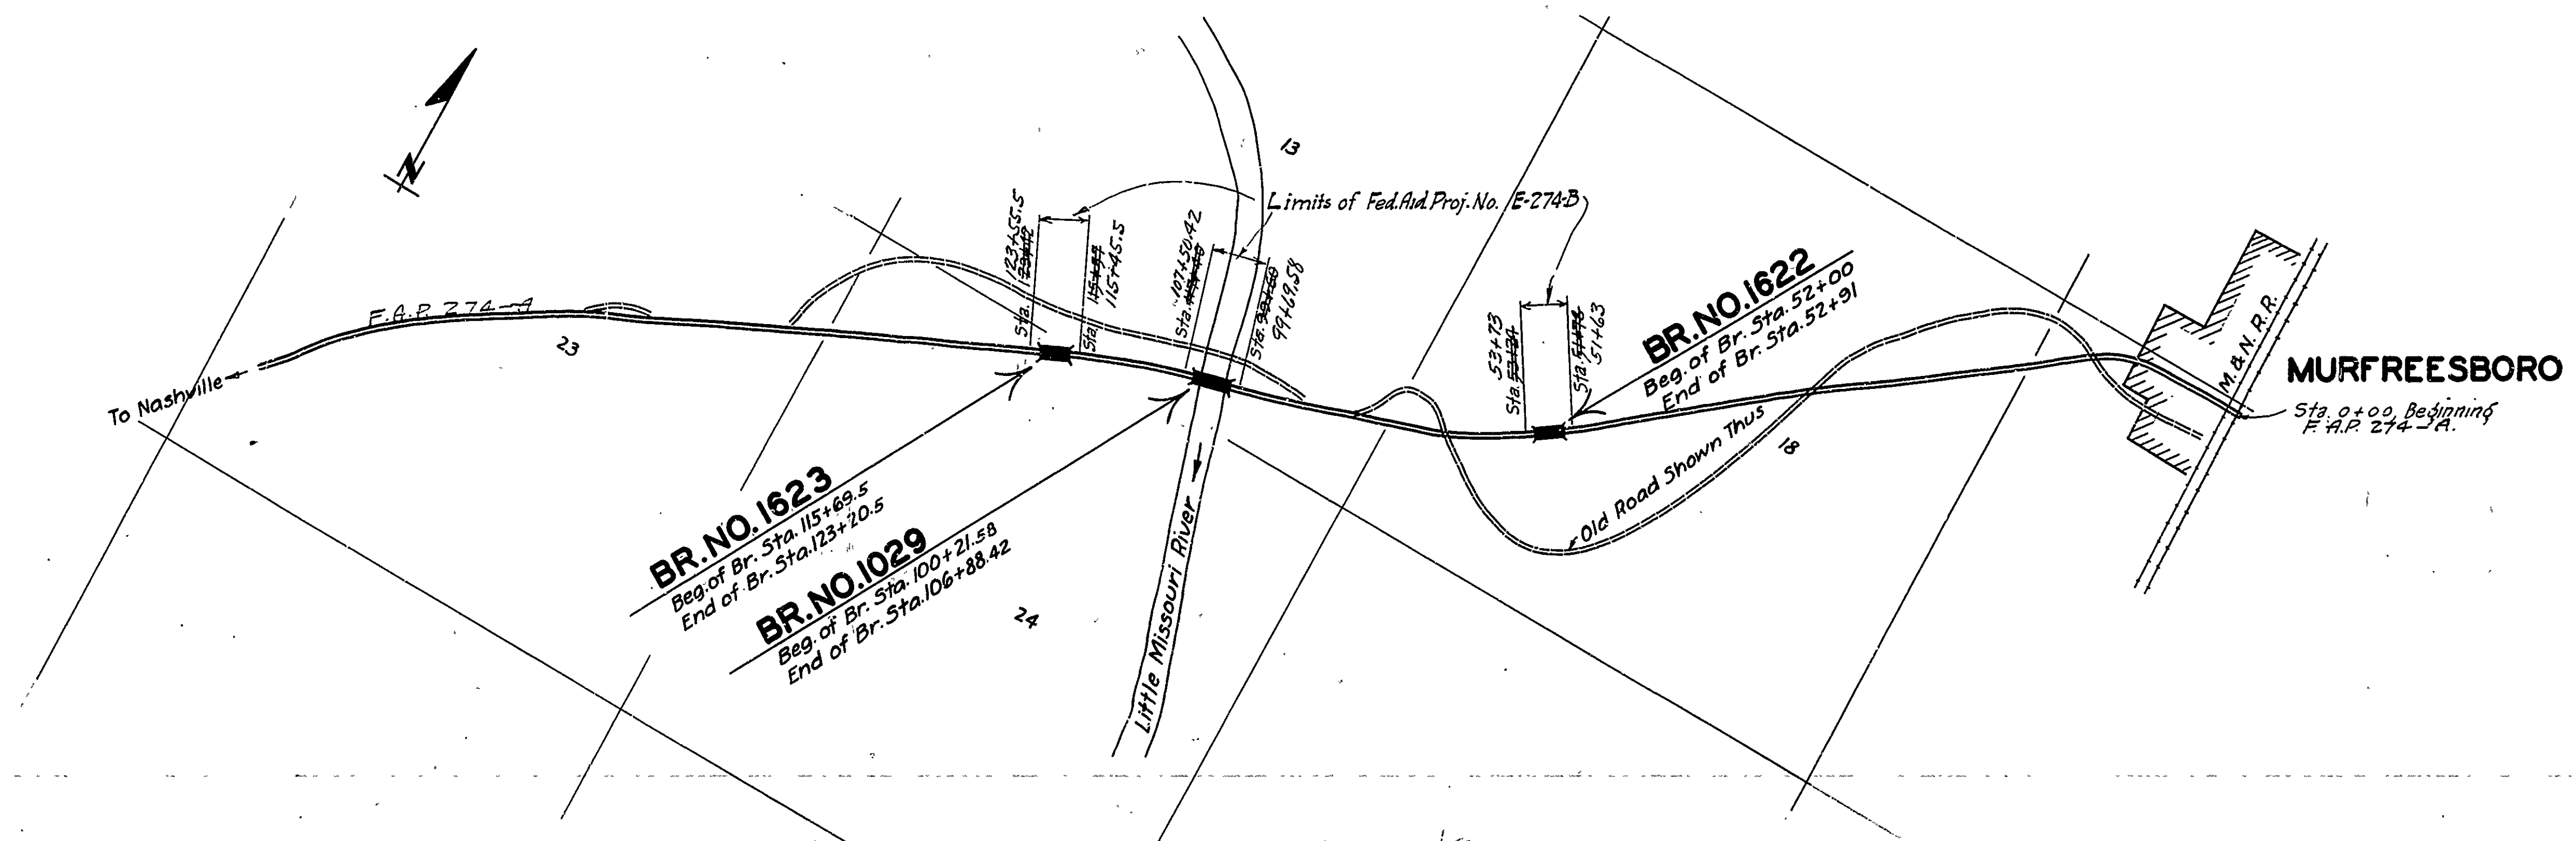 N
13
Limits of Fed.Aid.Proj.No. E-274-B
123+55.5
Sta.
Sta.
115+45.5
107+50.42
Sta.
Sta.
99+69.58
53+73
Sta. 53+34
Sta. 51+78
51+63
BR.NO.1622
Beg. of Br. Sta. 52+00
End of Br. Sta. 52+91
M. & N. R.R.
MURFREESBORO
Sta. 0+00, Beginning
F.A.P. 274-A.
F.A.P. 274-A
23
To Nashville
Old Road Shown Thus
18
BR.NO.1623
Beg. of Br. Sta. 115+69.5
End of Br. Sta. 123+20.5
BR.NO.1029
Beg. of Br. Sta. 100+21.58
End of Br. Sta. 106+88.42
24
Little Missouri River